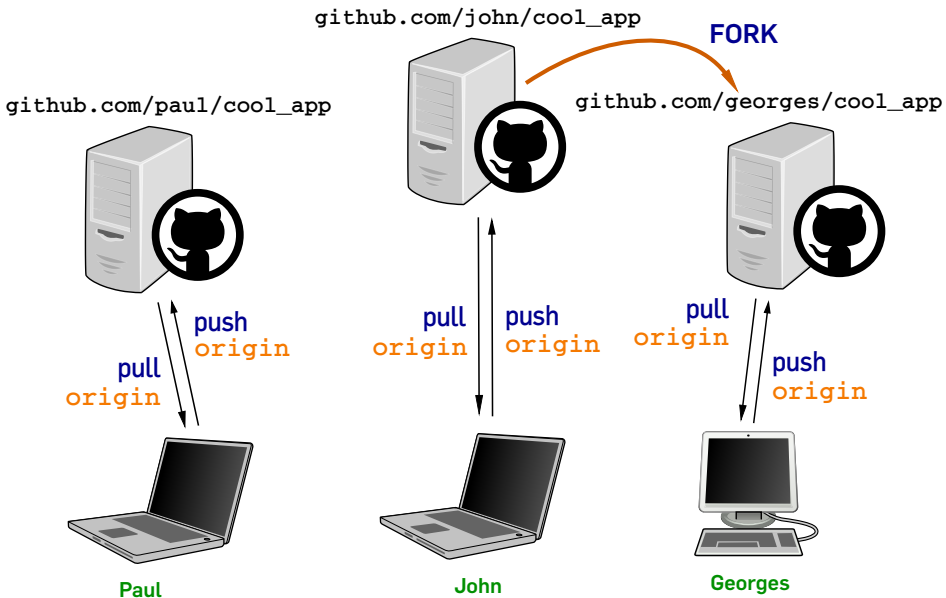 github.com/john/cool_app
FORK
github.com/paul/cool_app
github.com/georges/cool_app
push
origin
pull
origin
pull
origin
push
origin
pull
origin
push
origin
Paul
John
Georges